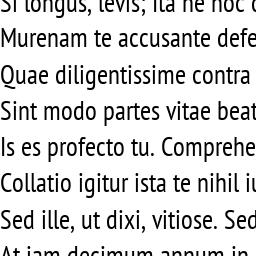 Si longus, levis; Ita ne hoc
Murenam te accusante defe
Quae diligentissime contra
Sint modo partes vitae beat
Is es profecto tu. Comprehe
Collatio igitur ista te nihil iu
Sed ille, ut dixi, vitiose. Sed
At iam decimum annum in